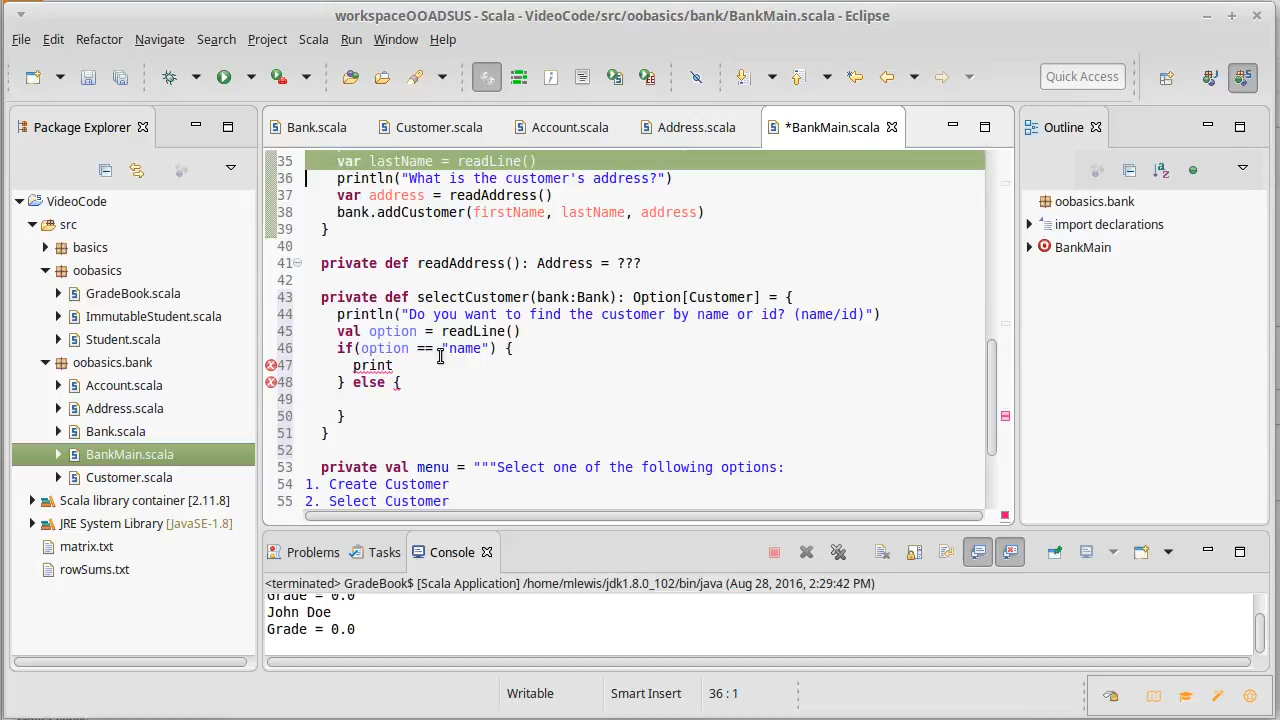 workspaceOOADSUS - Scala - VideoCode/src/oobasics/bank/BankMain.scala - Eclipse
File Edit Refactor Navigate Search Project Scala Run Window Help
Quick Access
Package Explorer
Bank.scala Customer.scala Account.scala Address.scala *BankMain.scala
Outline
VideoCode
src
basics
oobasics
GradeBook.scala
ImmutableStudent.scala
Student.scala
oobasics.bank
Account.scala
Address.scala
Bank.scala
BankMain.scala
Customer.scala
Scala library container [2.11.8]
JRE System Library [JavaSE-1.8]
matrix.txt
rowSums.txt
35 var lastName = readLine()
36 println("What is the customer's address?")
37 var address = readAddress()
38 bank.addCustomer(firstName, lastName, address)
39 }
40
41 private def readAddress(): Address = ???
42
43 private def selectCustomer(bank:Bank): Option[Customer] = {
44 println("Do you want to find the customer by name or id? (name/id)")
45 val option = readLine()
46 if(option == "name") {
47 print
48 } else {
49
50 }
51 }
52
53 private val menu = """Select one of the following options:
54 1. Create Customer
55 2. Select Customer
oobasics.bank
import declarations
BankMain
Problems Tasks Console
<terminated> GradeBook$ [Scala Application] /home/mlewis/jdk1.8.0_102/bin/java (Aug 28, 2016, 2:29:42 PM)
Grade = 0.0
John Doe
Grade = 0.0
Writable Smart Insert 36 : 1